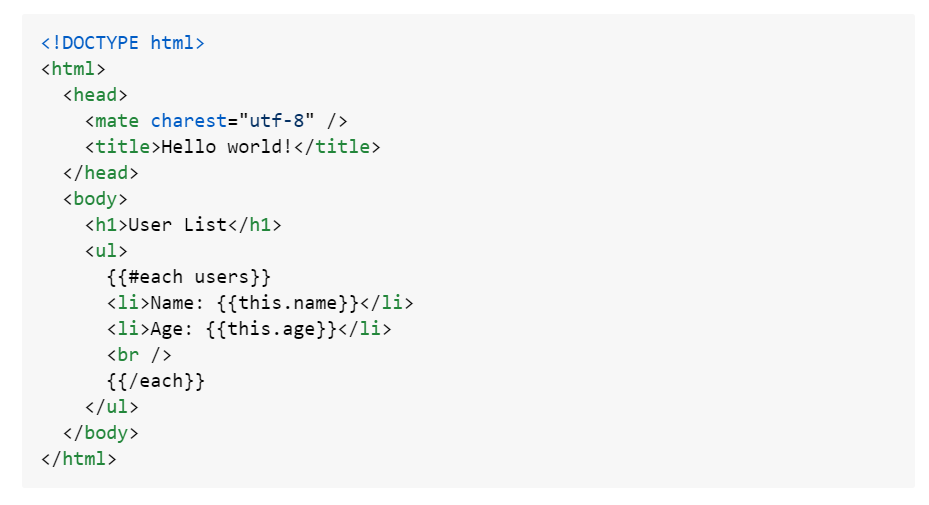 <!DOCTYPE html>
<html>
  <head>
    <mate charest="utf-8" />
    <title>Hello world!</title>
  </head>
  <body>
    <h1>User List</h1>
    <ul>
      {{#each users}}
      <li>Name: {{this.name}}</li>
      <li>Age: {{this.age}}</li>
      <br />
      {{/each}}
    </ul>
  </body>
</html>